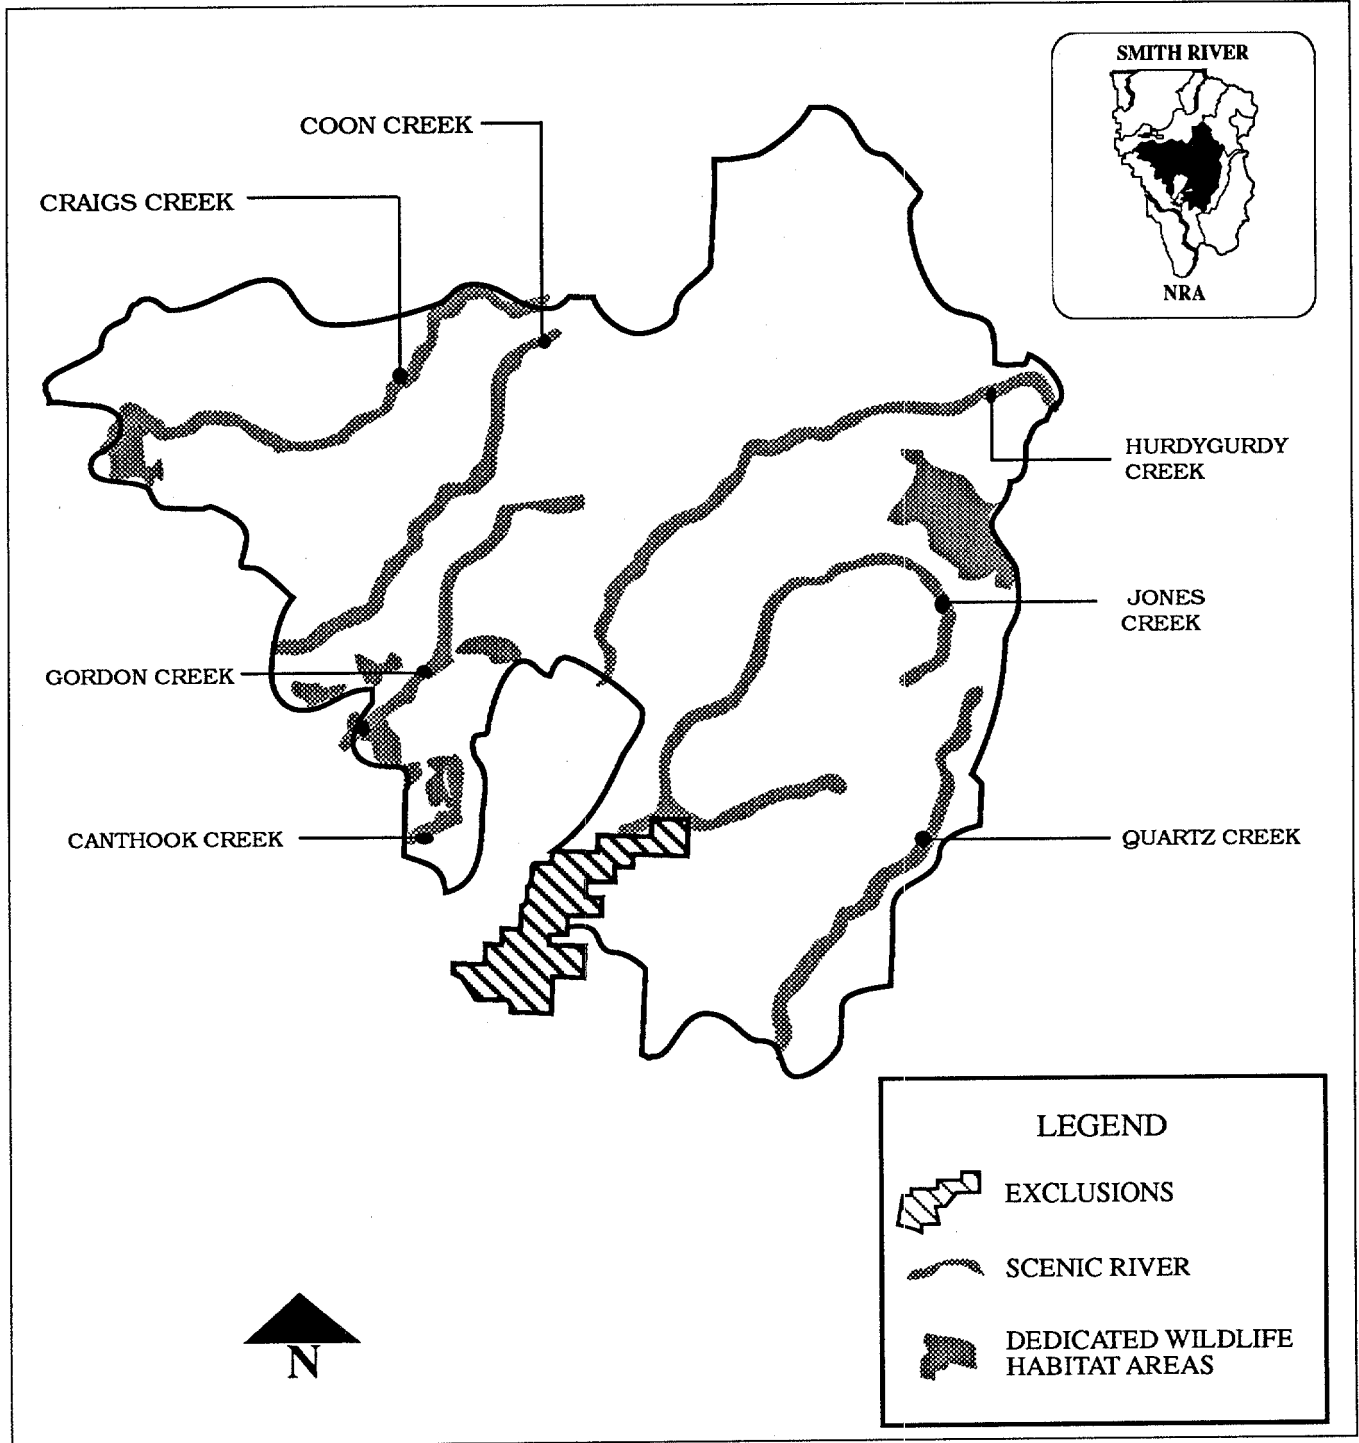 SMITH RIVER
NRA
COON CREEK
CRAIGS CREEK
HURDYGURDY
CREEK
JONES
CREEK
GORDON CREEK
CANTHOOK CREEK
QUARTZ CREEK
LEGEND
EXCLUSIONS
SCENIC RIVER
DEDICATED WILDLIFE
HABITAT AREAS
N